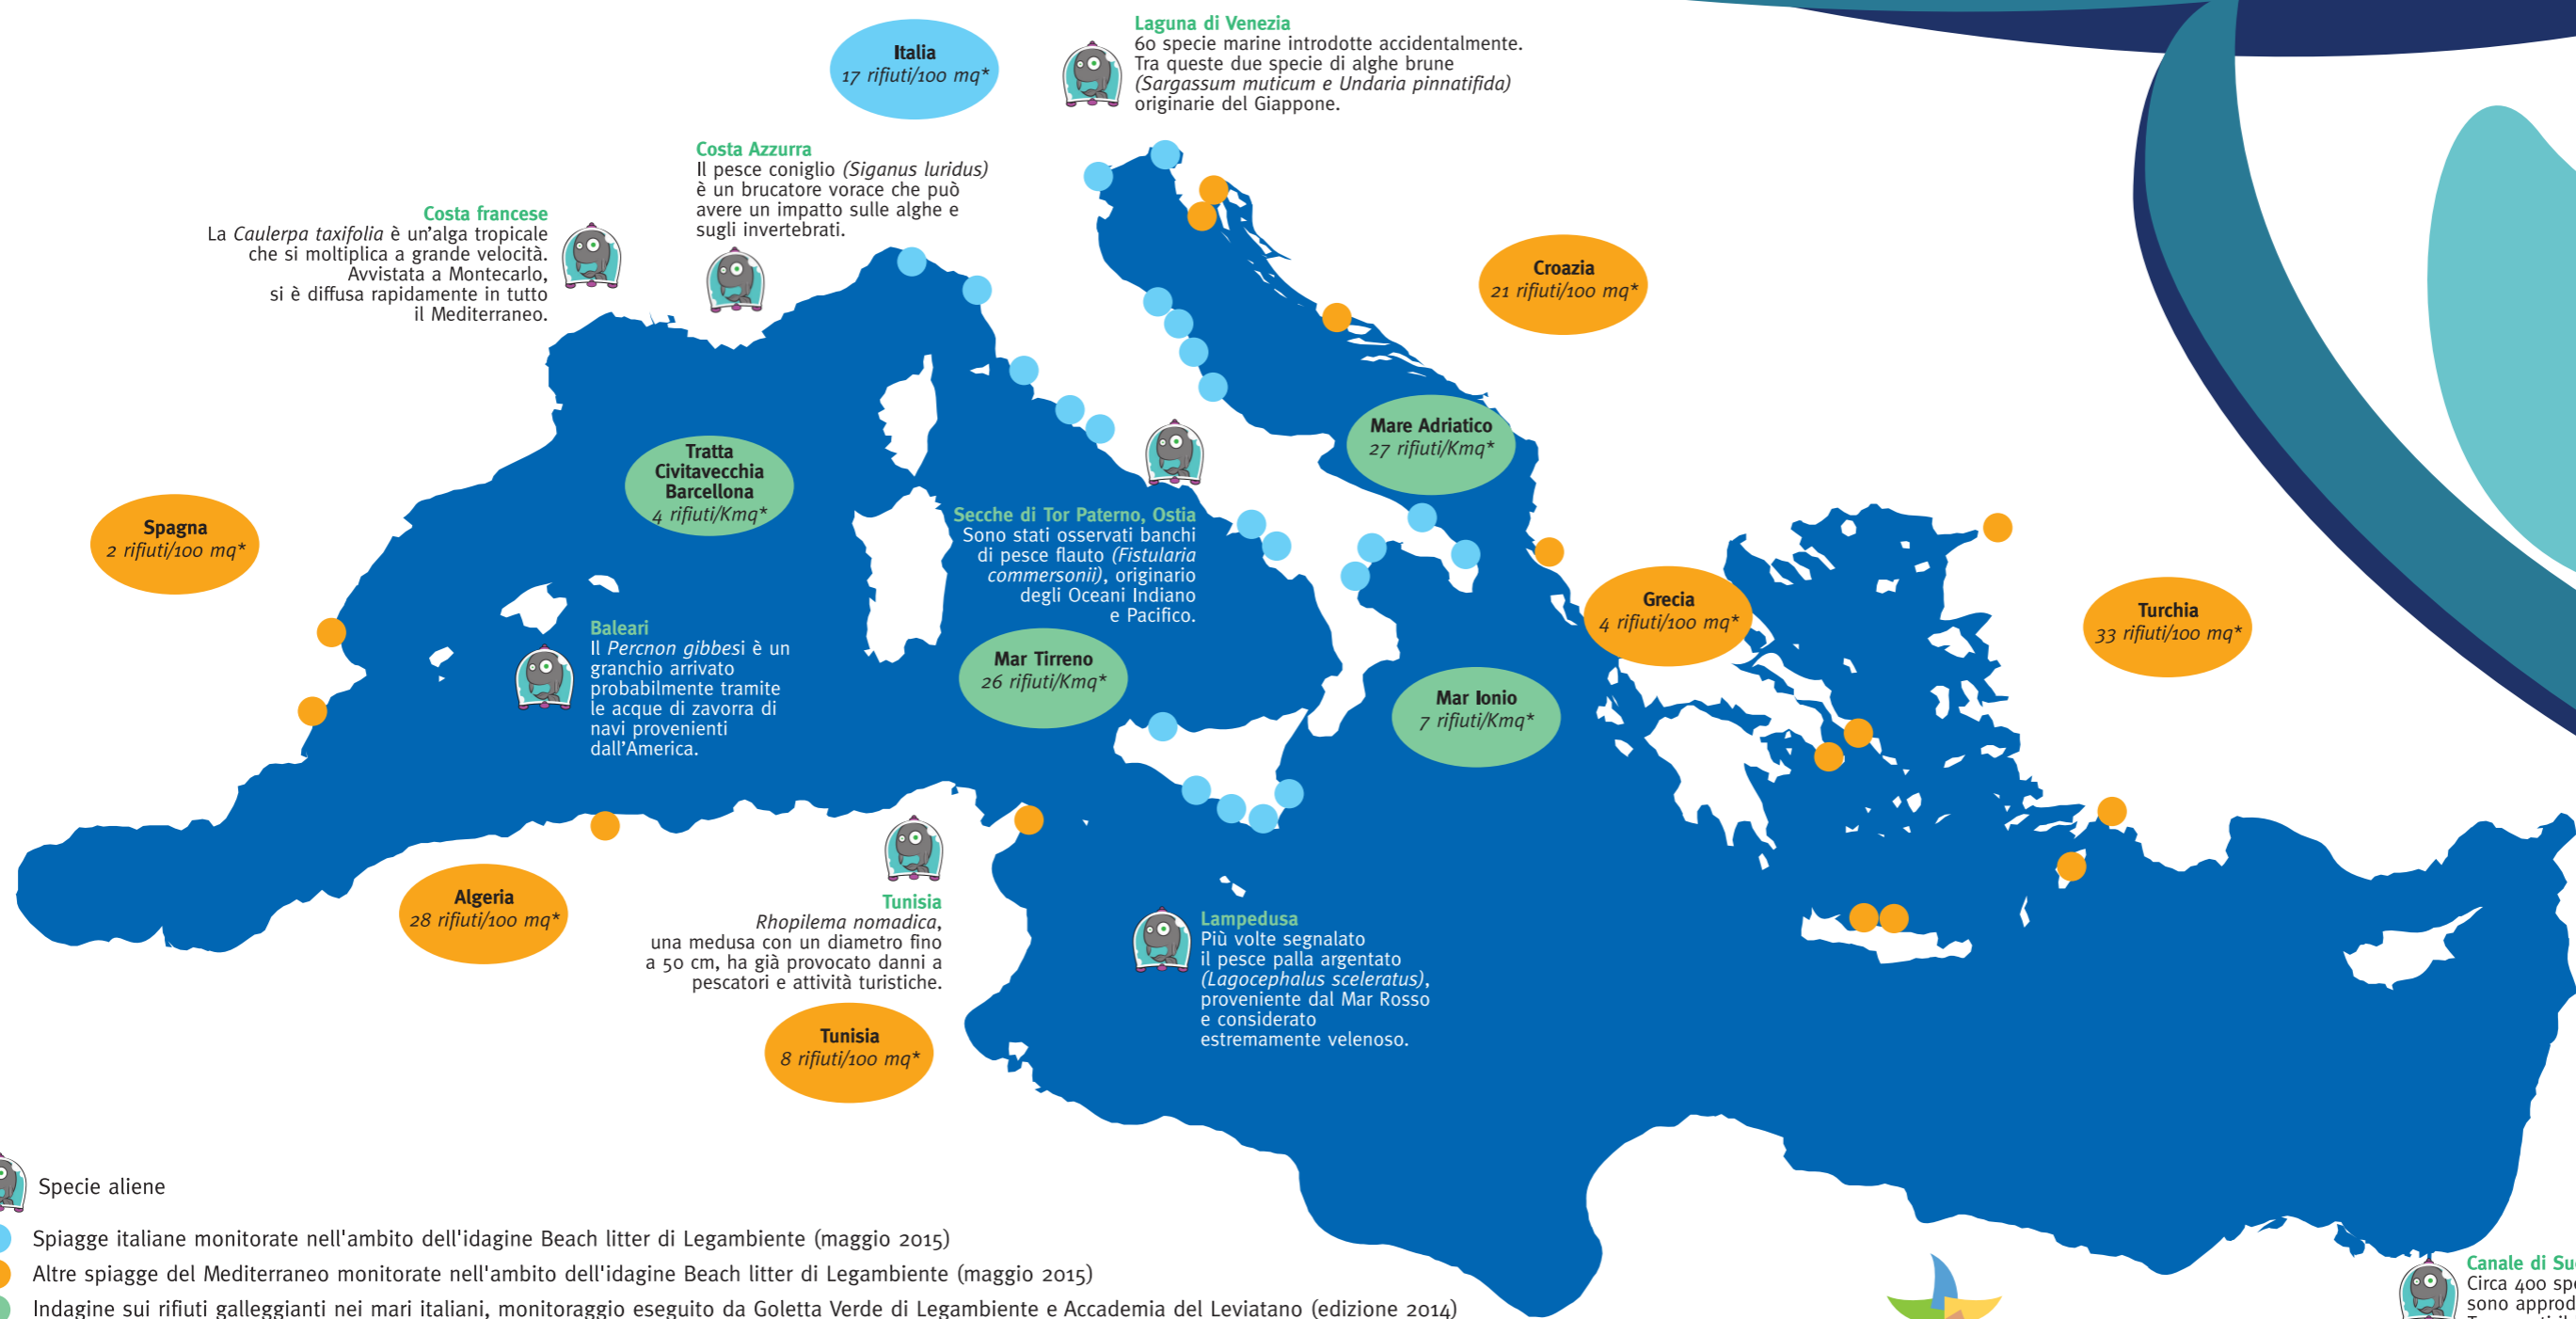 Italia
17 rifiuti/100 mq*
Laguna di Venezia
60 specie marine introdotte accidentalmente.
Tra queste due specie di alghe brune
(Sargassum muticum e Undaria pinnatifida)
originarie del Giappone.
Costa Azzurra
Il pesce coniglio (Siganus luridus)
è un brucatore vorace che può
avere un impatto sulle alghe e
sugli invertebrati.
Costa francese
La Caulerpa taxifolia è un'alga tropicale
che si moltiplica a grande velocità.
Avvistata a Montecarlo,
si è diffusa rapidamente in tutto
il Mediterraneo.
Croazia
21 rifiuti/100 mq*
Mare Adriatico
27 rifiuti/Kmq*
Tratta
Civitavecchia
Barcellona
4 rifiuti/Kmq*
Spagna
2 rifiuti/100 mq*
Secche di Tor Paterno, Ostia
Sono stati osservati banchi
di pesce flauto (Fistularia
commersonii), originario
degli Oceani Indiano
e Pacifico.
Grecia
4 rifiuti/100 mq*
Turchia
33 rifiuti/100 mq*
Baleari
Il Percnon gibbesi è un
granchio arrivato
probabilmente tramite
le acque di zavorra di
navi provenienti
dall'America.
Mar Tirreno
26 rifiuti/Kmq*
Mar Ionio
7 rifiuti/Kmq*
Algeria
28 rifiuti/100 mq*
Tunisia
Rhopilema nomadica,
una medusa con un diametro fino
a 50 cm, ha già provocato danni a
pescatori e attività turistiche.
Lampedusa
Più volte segnalato
il pesce palla argentato
(Lagocephalus sceleratus),
proveniente dal Mar Rosso
e considerato
estremamente velenoso.
Tunisia
8 rifiuti/100 mq*
Specie aliene
Spiagge italiane monitorate nell'ambito dell'idagine Beach litter di Legambiente (maggio 2015)
Altre spiagge del Mediterraneo monitorate nell'ambito dell'idagine Beach litter di Legambiente (maggio 2015)
Indagine sui rifiuti galleggianti nei mari italiani, monitoraggio eseguito da Goletta Verde di Legambiente e Accademia del Leviatano (edizione 2014)
Canale di
Circa 400
sono